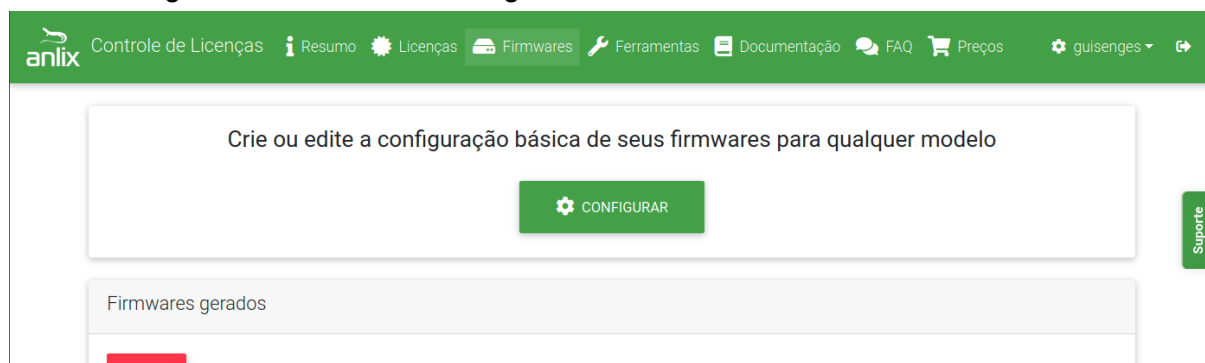 anlix Controle de Licenças Resumo Licenças Firmwares Ferramentas Documentação FAQ Preços guisenges
Crie ou edite a configuração básica de seus firmwares para qualquer modelo
CONFIGURAR
Suporte
Firmwares gerados